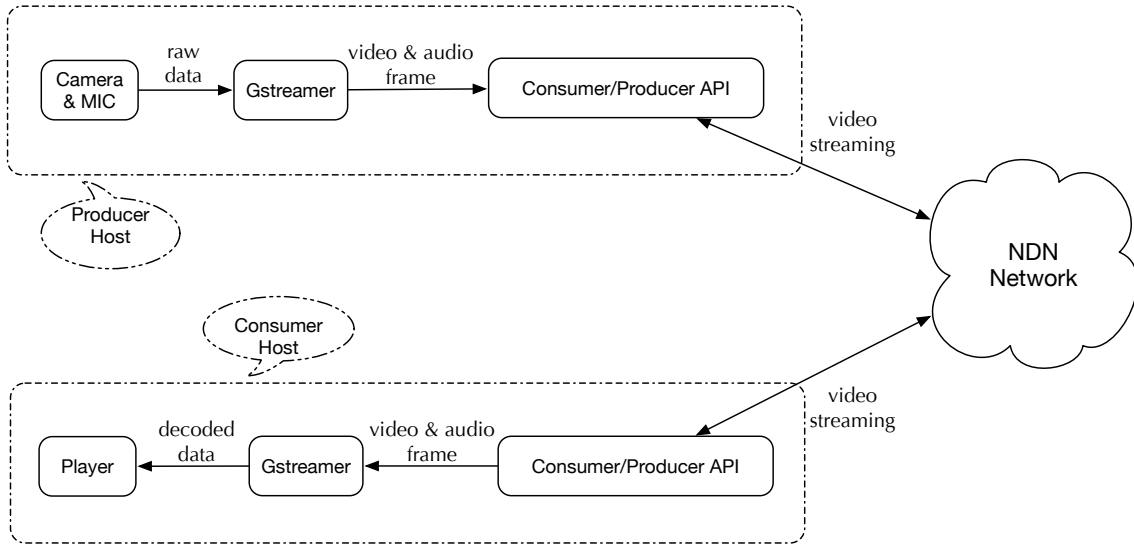 raw
data
video & audio
frame
Camera
& MIC
Gstreamer
Consumer/Producer API
video
streaming
Producer
Host
NDN
Network
Consumer
Host
video
streaming
decoded
data
video & audio
frame
Player
Gstreamer
Consumer/Producer API